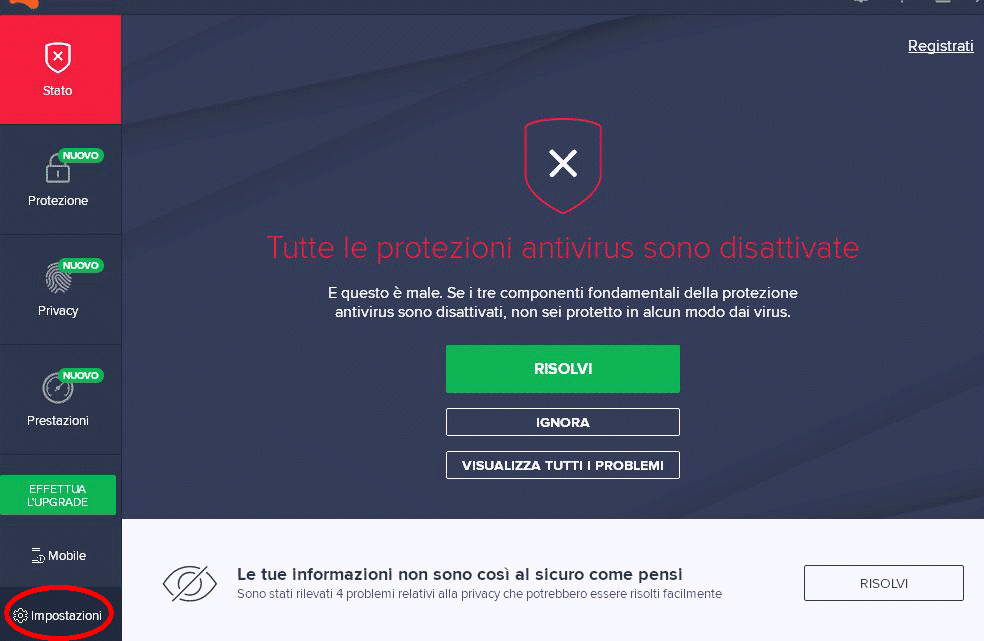 Registrati
Stato
NUOVO
Protezione
NUOVO
Privacy
NUOVO
Prestazioni
EFFETTUA
L'UPGRADE
Mobile
Impostazioni
Tutte le protezioni antivirus sono disattivate
E questo è male. Se i tre componenti fondamentali della protezione
antivirus sono disattivati, non sei protetto in alcun modo dai virus.
RISOLVI
IGNORA
VISUALIZZA TUTTI I PROBLEMI
Le tue informazioni non sono così al sicuro come pensi
Sono stati rilevati 4 problemi relativi alla privacy che potrebbero essere risolti facilmente
RISOLVI